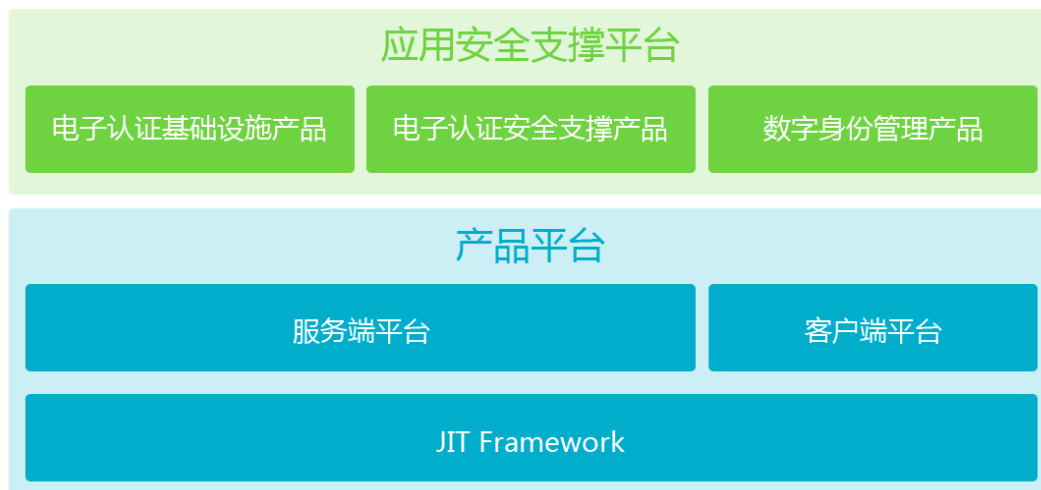 应用安全支撑平台
电子认证基础设施产品
电子认证安全支撑产品
数字身份管理产品
产品平台
服务端平台
客户端平台
JIT Framework